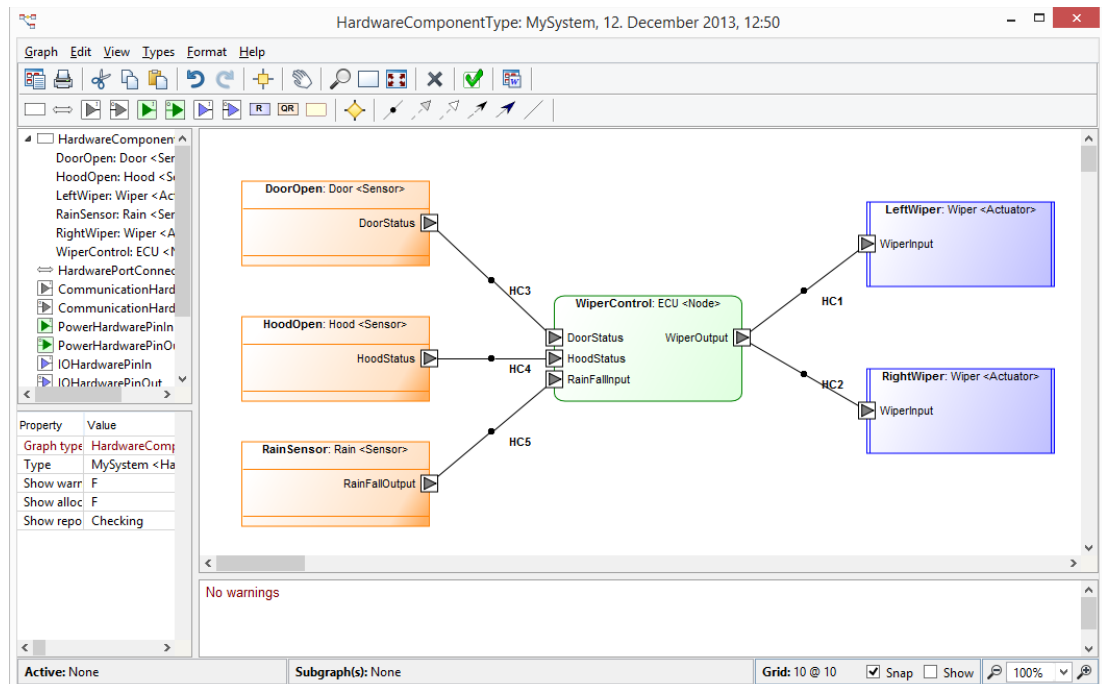 HardwareComponentType: MySystem, 12. December 2013, 12:50
Graph Edit View Types Format Help
R QR
HardwareComponen
DoorOpen: Door <Ser
HoodOpen: Hood <S
LeftWiper: Wiper <Ac
RainSensor: Rain <Ser
RightWiper: Wiper <A
WiperControl: ECU <N
HardwarePortConnec
CommunicationHard
CommunicationHard
PowerHardwarePinIn
PowerHardwarePinO
IOHardwarePinIn
IOHardwarePinOut
Property Value
Graph type HardwareComp
Type MySystem <Ha
Show warr F
Show alloc F
Show repo Checking
DoorOpen: Door <Sensor>
DoorStatus
HoodOpen: Hood <Sensor>
HoodStatus
RainSensor: Rain <Sensor>
RainFallOutput
HC3
HC4
HC5
WiperControl: ECU <Node>
DoorStatus WiperOutput
HoodStatus
RainFallInput
HC1
HC2
LeftWiper: Wiper <Actuator>
WiperInput
RightWiper: Wiper <Actuator>
WiperInput
No warnings
Active: None Subgraph(s): None Grid: 10 @ 10 Snap Show 100%